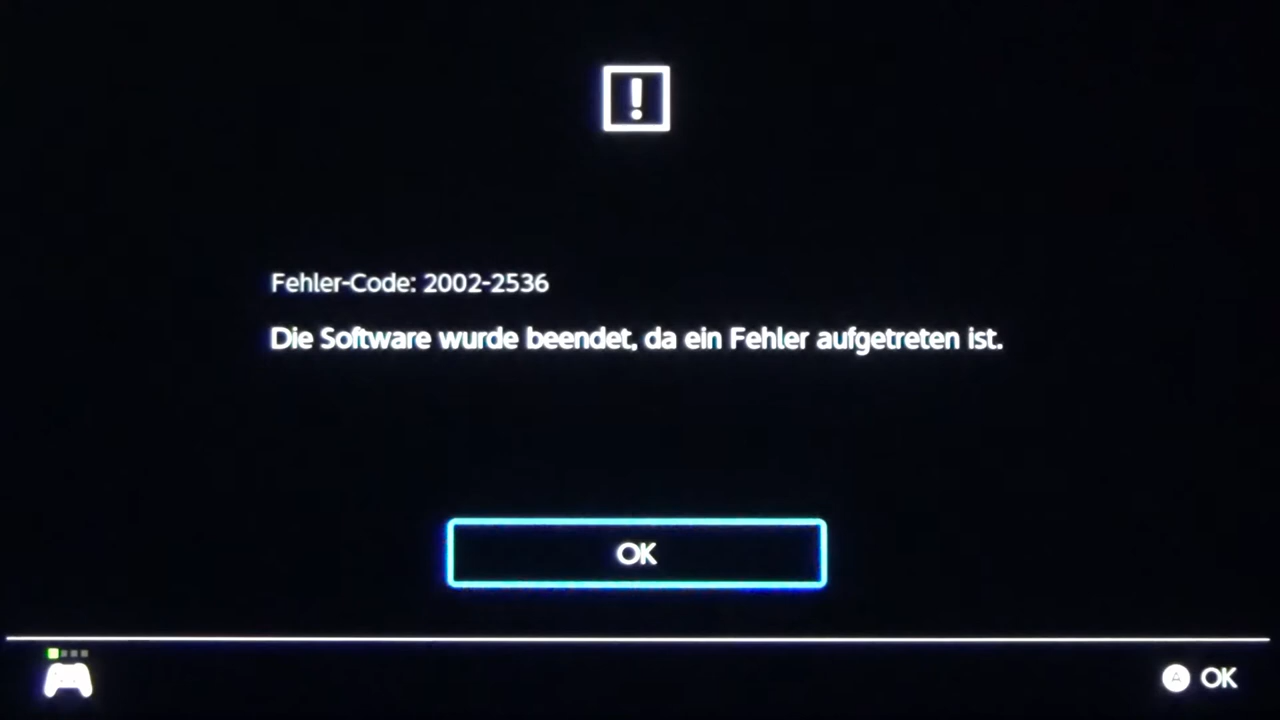 !
Fehler-Code: 2002-2536
Die Software wurde beendet, da ein Fehler aufgetreten ist.
OK
A OK